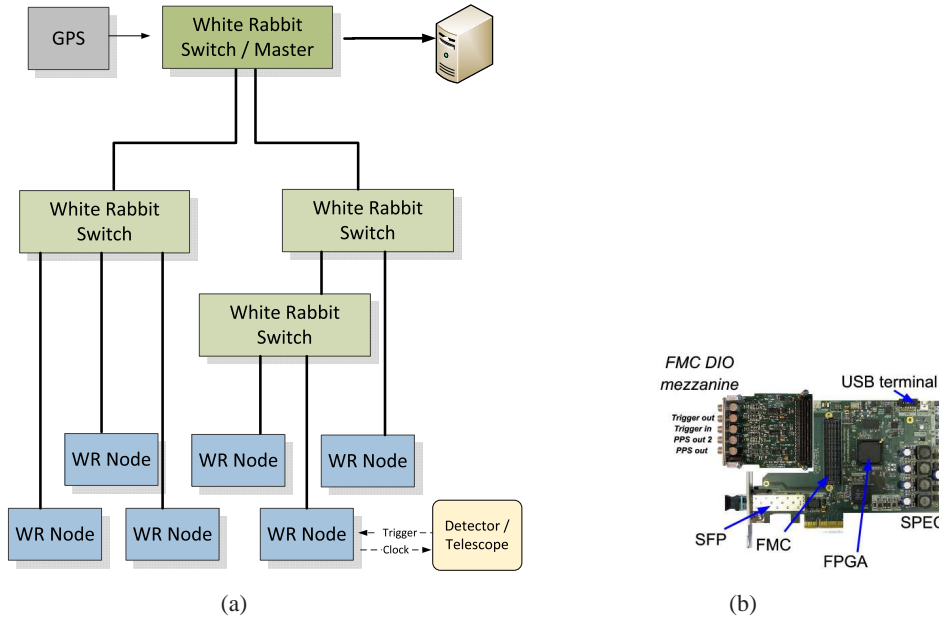 GPS
White Rabbit
Switch / Master
White Rabbit
Switch
White Rabbit
Switch
White Rabbit
Switch
WR Node
WR Node
WR Node
WR Node
WR Node
WR Node
Trigger
Clock
Detector /
Telescope
(a)
FMC DIO
mezzanine
USB terminal
Trigger out
Trigger in
PPS out 2
PPS out
SFP
FMC
FPGA
SPEC
(b)